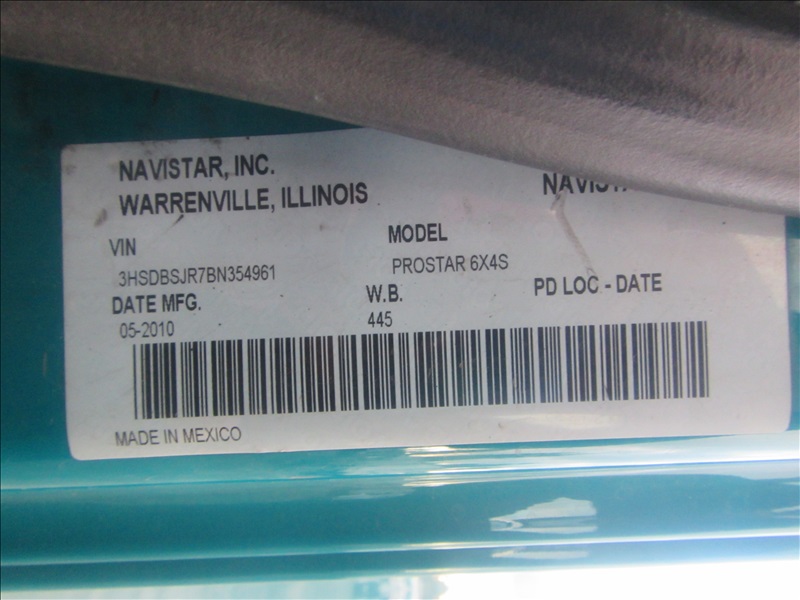 NAVISTAR, INC.
WARRENVILLE, ILLINOIS
VIN
MODEL
3HSDBSJR7BN354961
PROSTAR 6X4S
DATE MFG.
W.B.
PD LOC - DATE
05-2010
445
MADE IN MEXICO